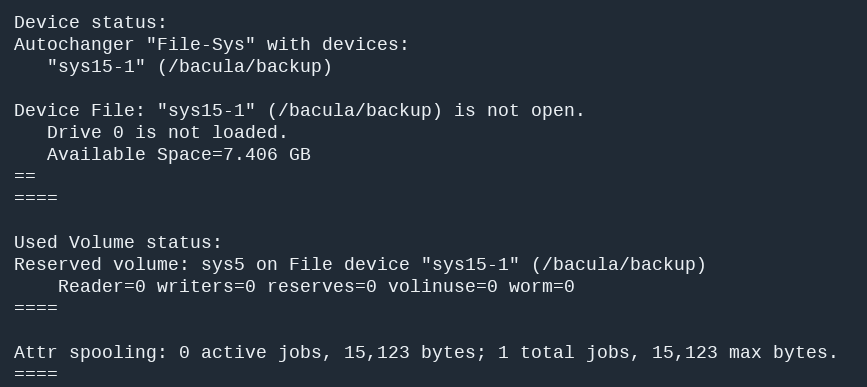 Device status:
Autochanger "File-Sys" with devices:
   "sys15-1" (/bacula/backup)

Device File: "sys15-1" (/bacula/backup) is not open.
   Drive 0 is not loaded.
   Available Space=7.406 GB
==
====

Used Volume status:
Reserved volume: sys5 on File device "sys15-1" (/bacula/backup)
    Reader=0 writers=0 reserves=0 volinuse=0 worm=0
====

Attr spooling: 0 active jobs, 15,123 bytes; 1 total jobs, 15,123 max bytes.
====